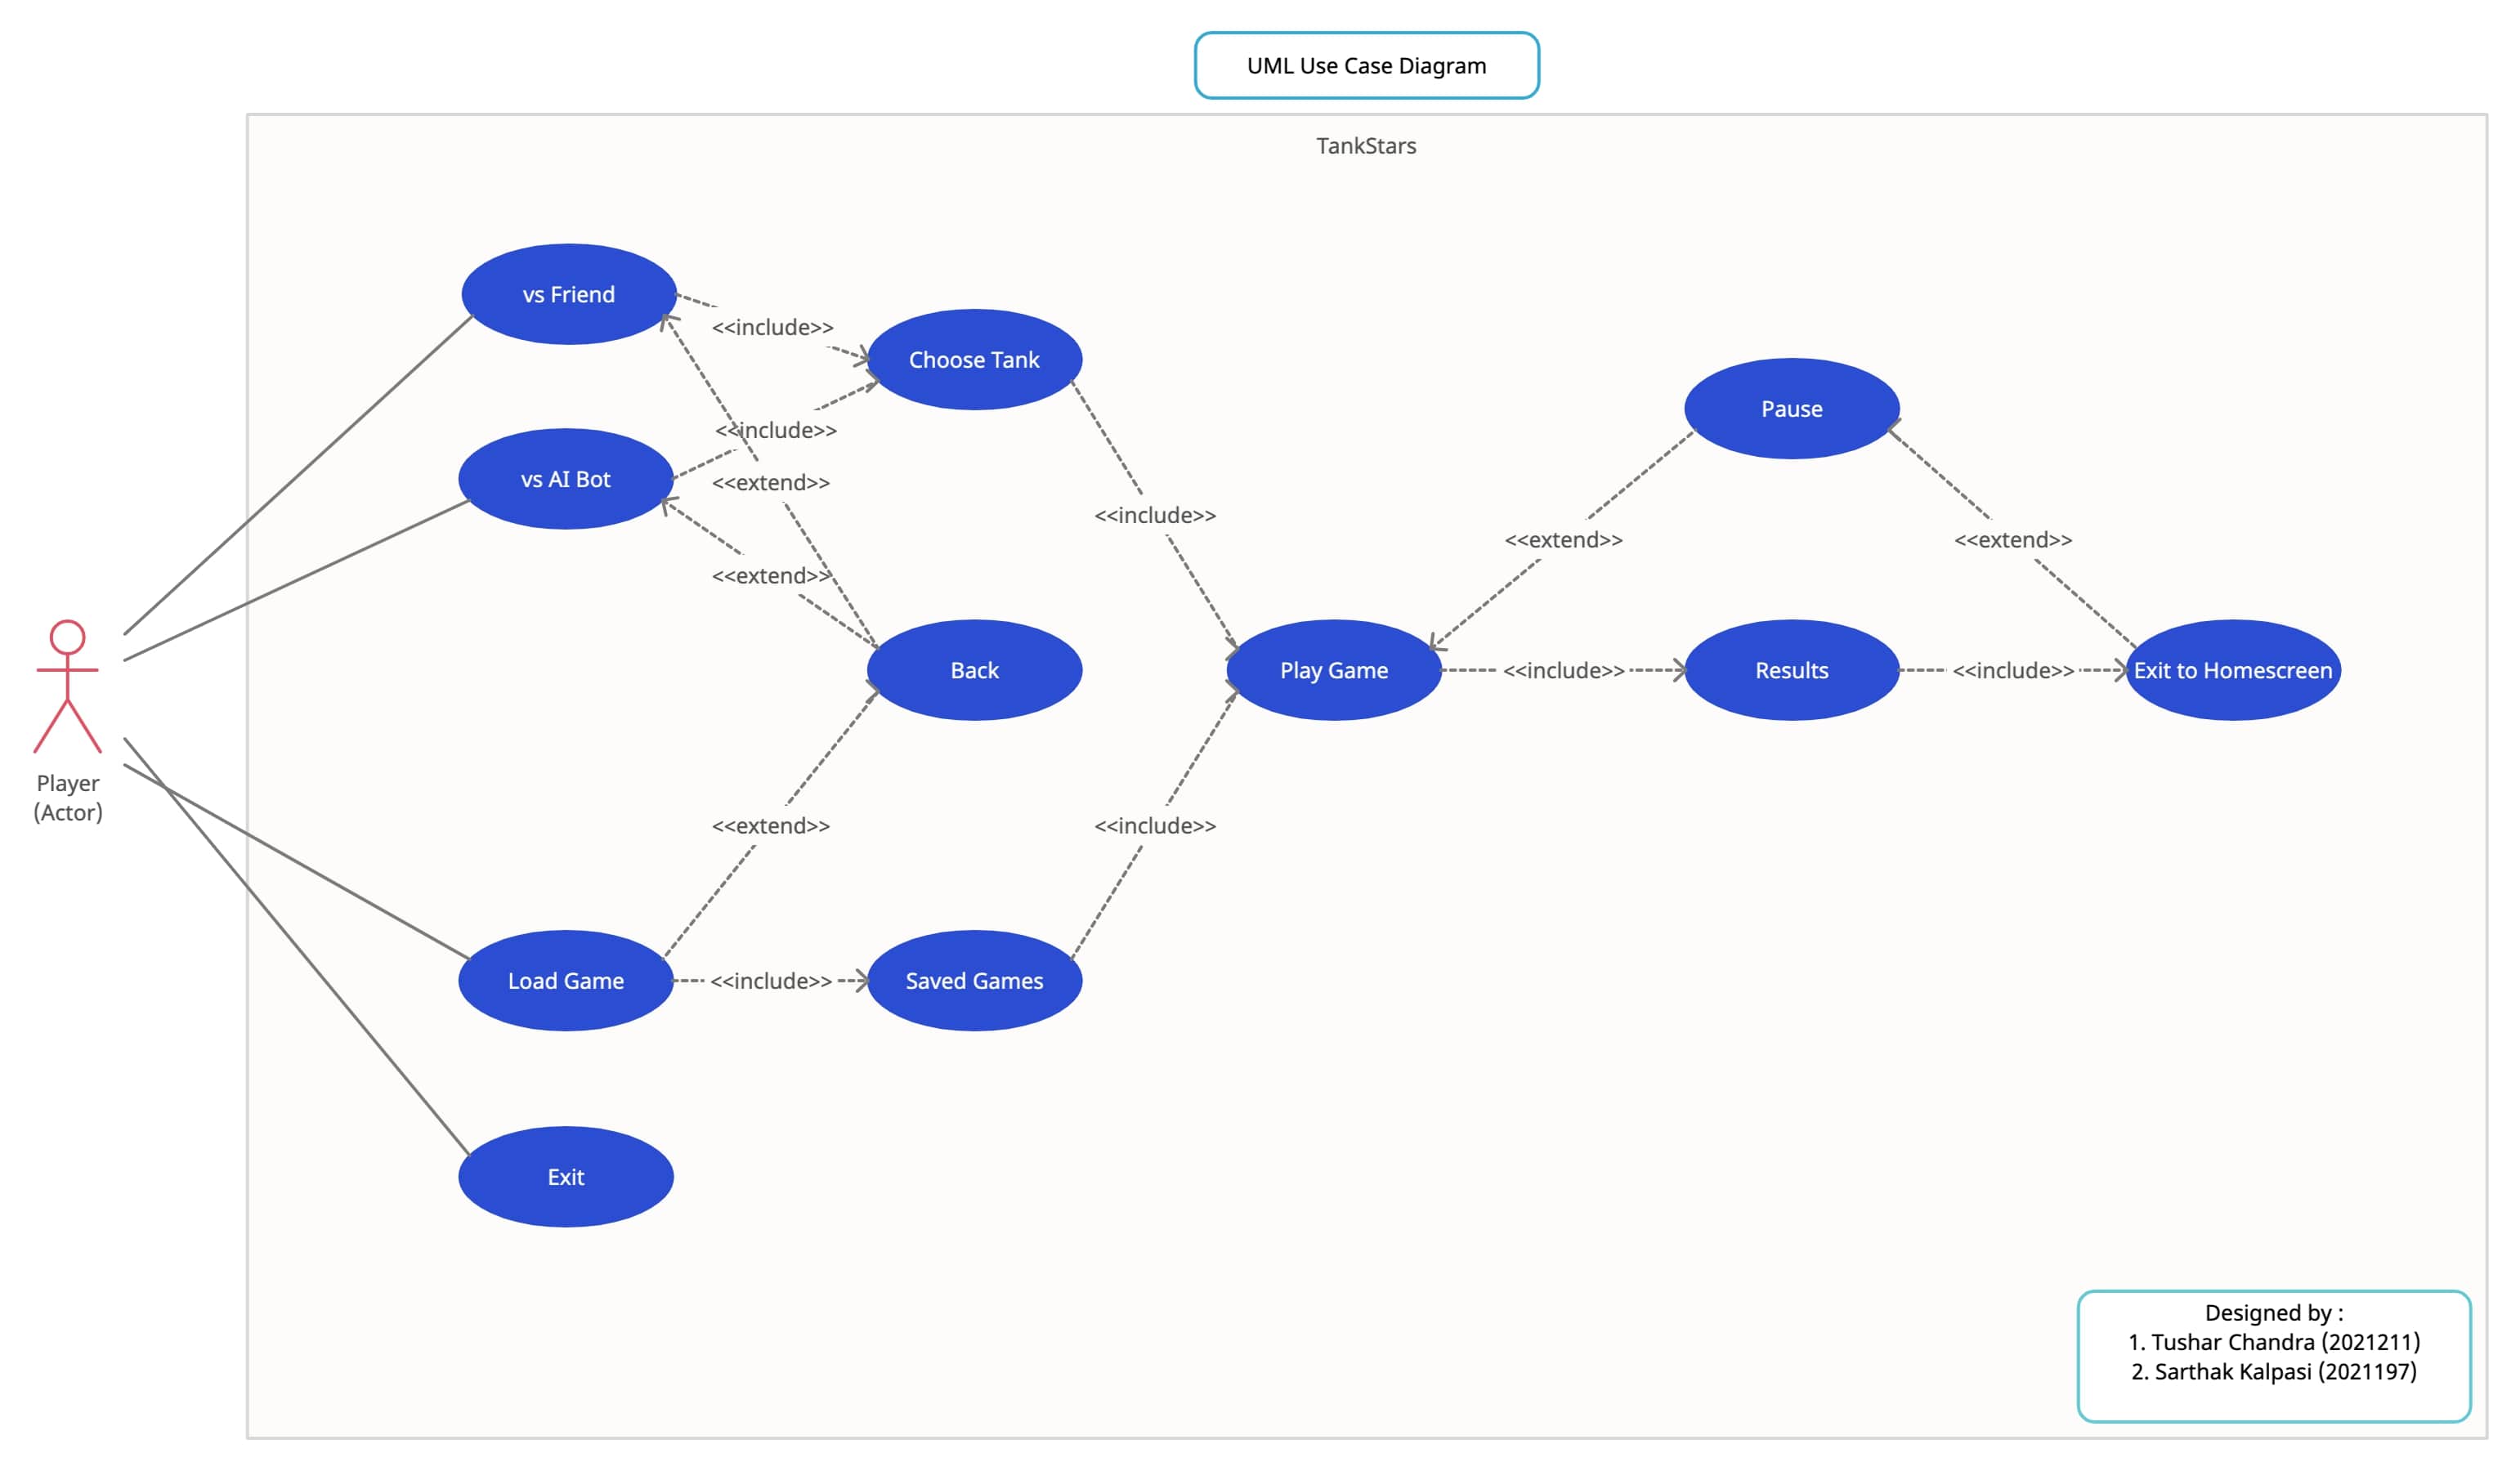 UML Use Case Diagram
TankStars
vs Friend
<<include>>
Choose Tank
Pause
<<include>>
vs AI Bot
<<extend>>
<<include>>
<<extend>>
<<extend>>
<<extend>>
Back
Play Game
<<include>>
Results
<<include>>
Exit to Homescreen
Player
(Actor)
<<extend>>
<<include>>
Load Game
<<include>>
Saved Games
Exit
Designed by :
1. Tushar Chandra (2021211)
2. Sarthak Kalpasi (2021197)